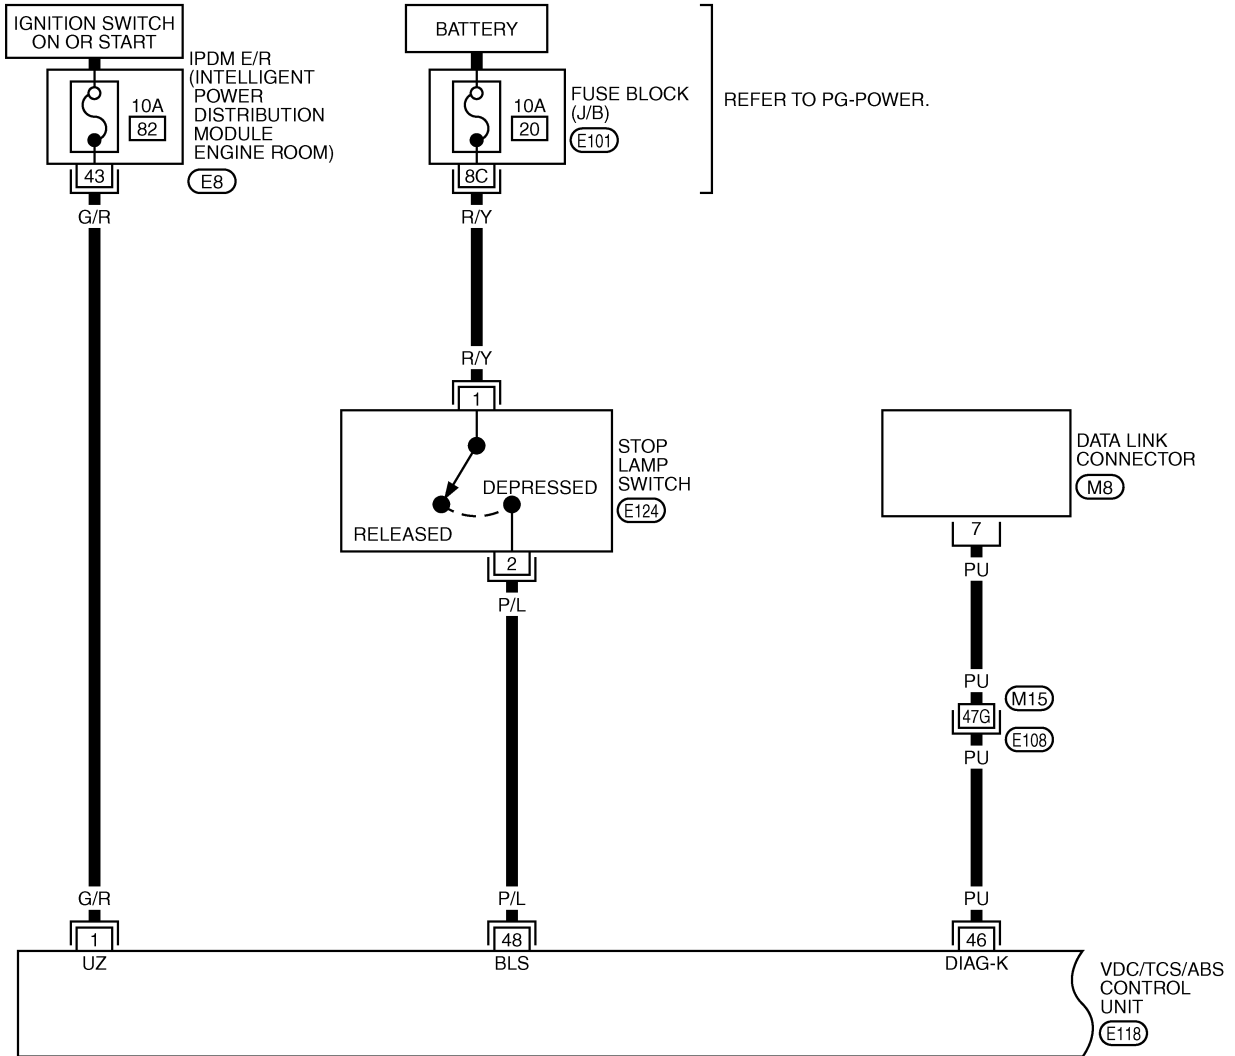 IGNITION SWITCH
ON OR START
IPDM E/R
(INTELLIGENT
POWER
DISTRIBUTION
MODULE
ENGINE ROOM)
E8
10A
82
43
G/R
BATTERY
10A
20
FUSE BLOCK
(J/B)
E101
8C
R/Y
REFER TO PG-POWER.
R/Y
1
STOP
LAMP
SWITCH
E124
DEPRESSED
RELEASED
2
P/L
DATA LINK
CONNECTOR
M8
7
PU
PU
M15
47G
E108
PU
G/R
P/L
PU
1
48
46
UZ
BLS
DIAG-K
VDC/TCS/ABS
CONTROL
UNIT
E118